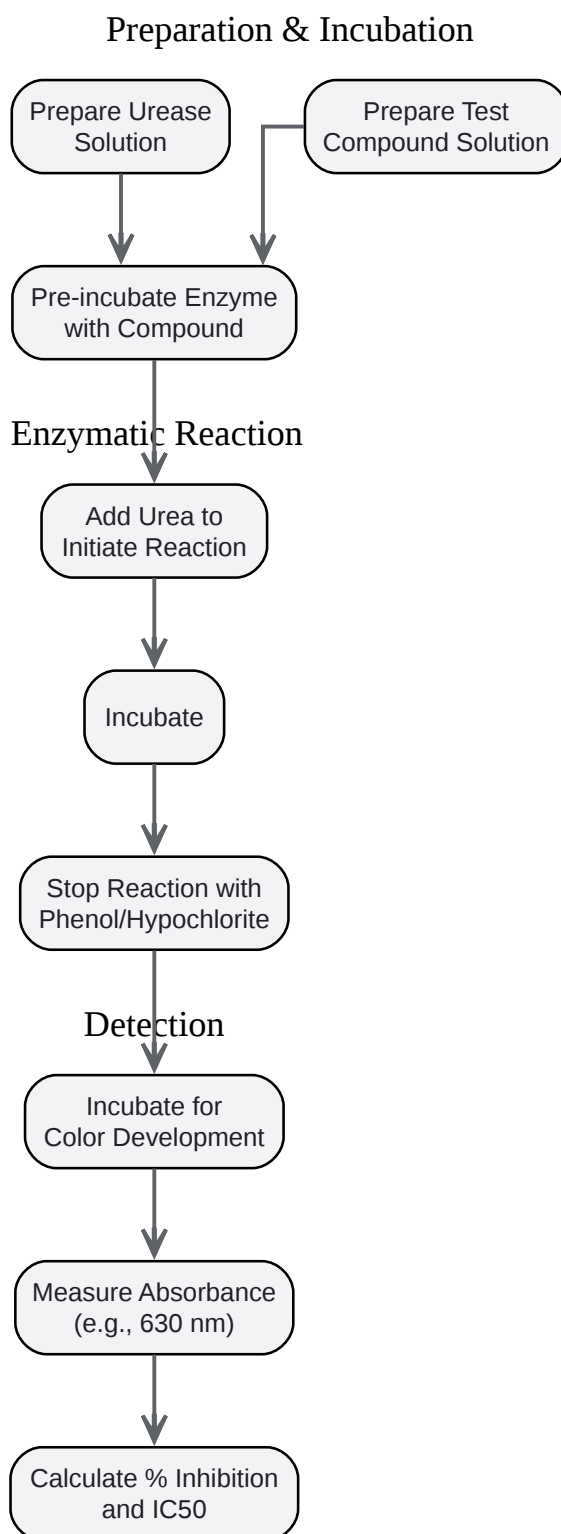 Preparation & Incubation
Prepare Urease
Solution
Prepare Test
Compound Solution
Pre-incubate Enzyme
with Compound
Enzymatic Reaction
Add Urea to
Initiate Reaction
Incubate
Stop Reaction with
Phenol/Hypochlorite
Detection
Incubate for
Color Development
Measure Absorbance
(e.g., 630 nm)
Calculate % Inhibition
and IC50